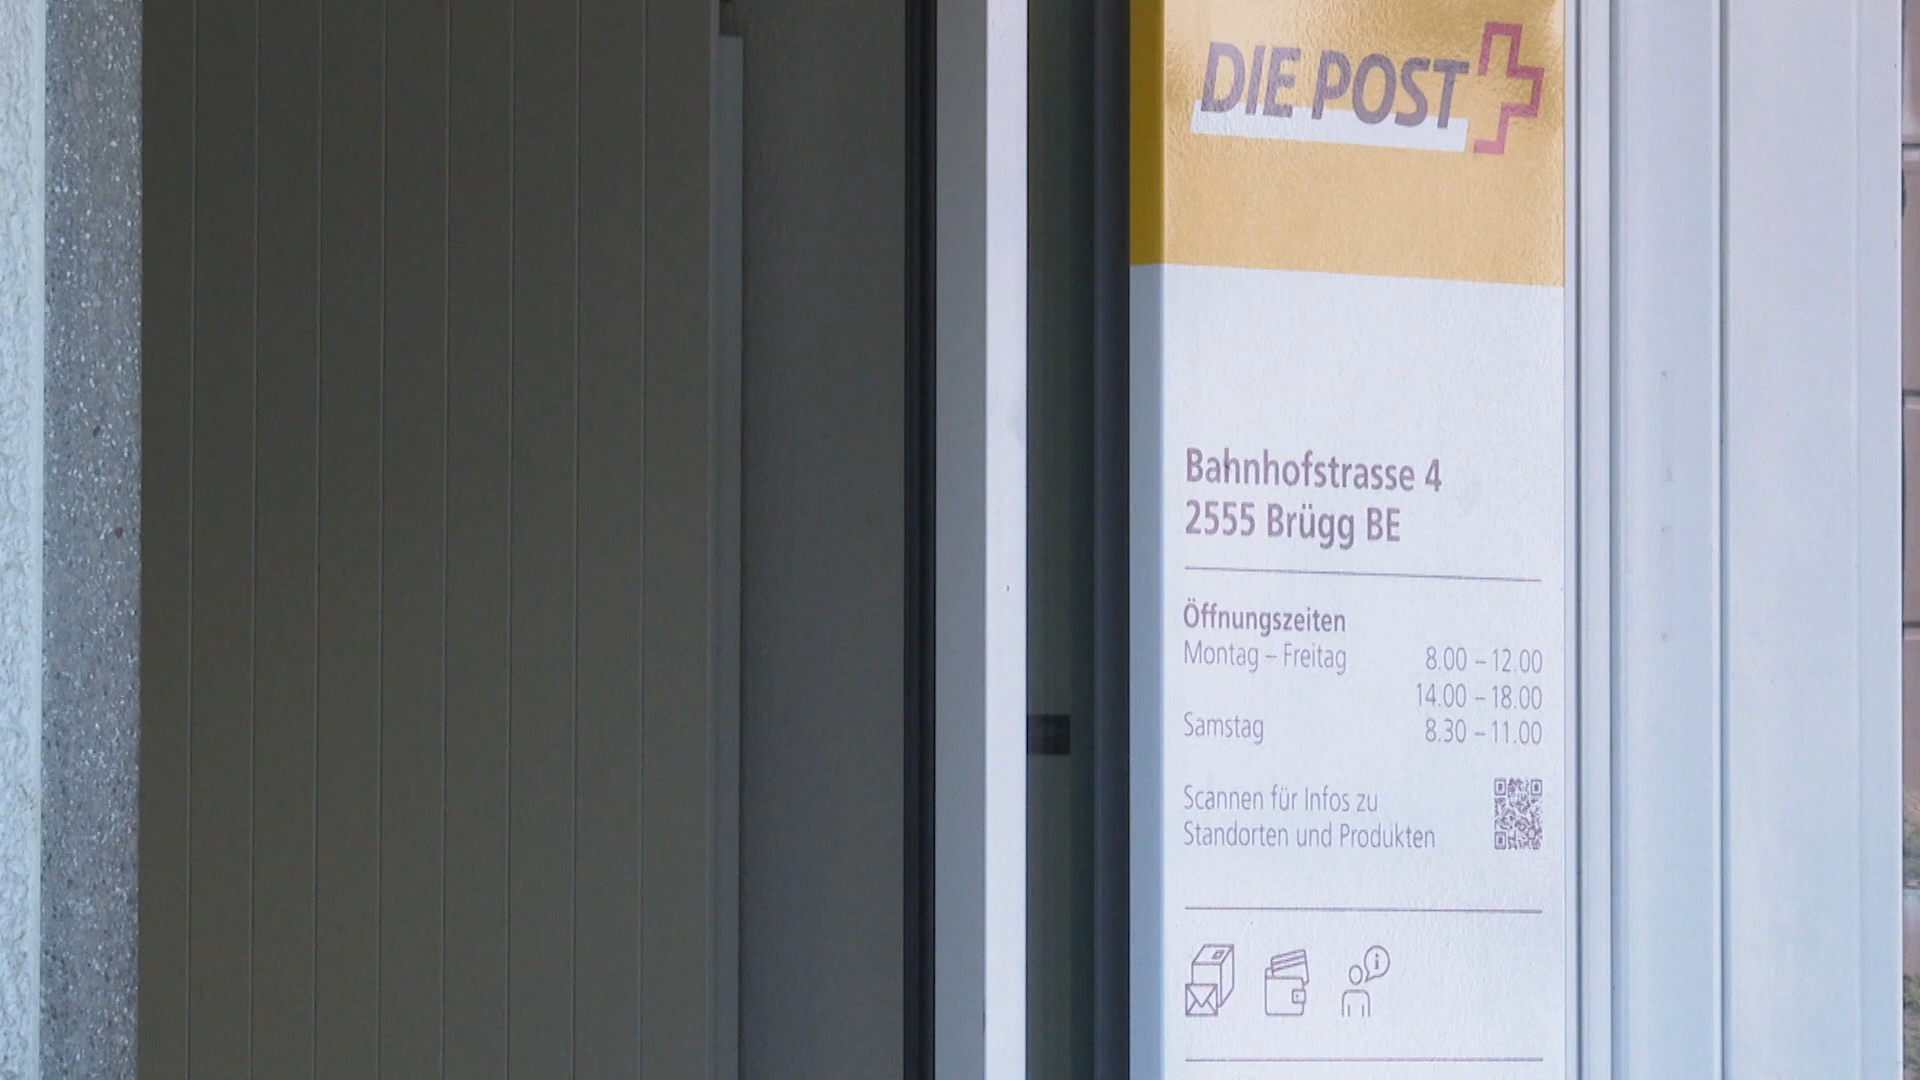 DIE POST
Bahnhofstrasse 4
2555 Brügg BE
Öffnungszeiten
Montag – Freitag 8.00 – 12.00
14.00 – 18.00
Samstag 8.30 – 11.00
Scannen für Infos zu
Standorten und Produkten